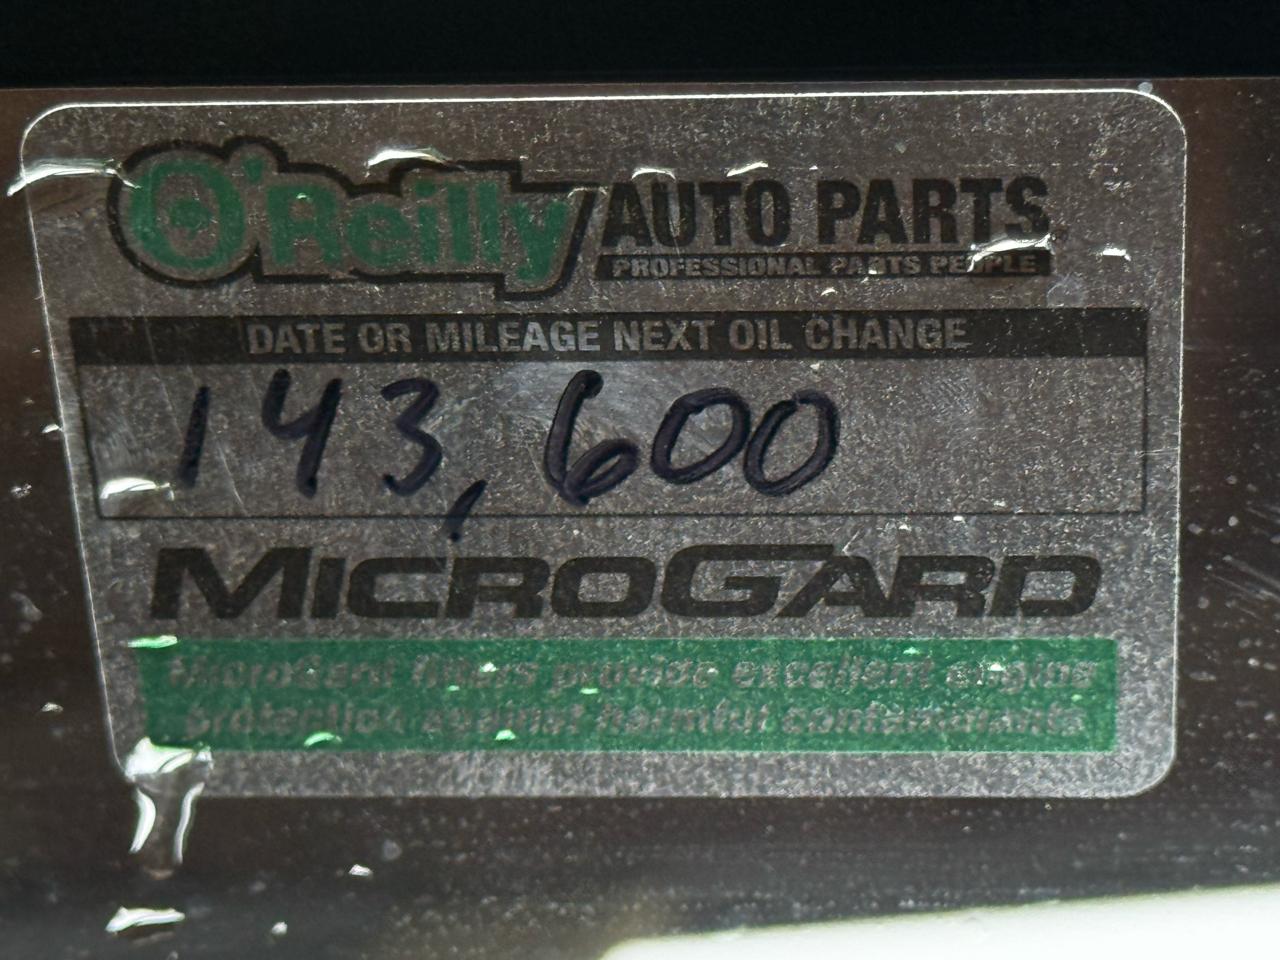 O'Reilly AUTO PARTS
PROFESSIONAL PARTS PEOPLE
DATE OR MILEAGE NEXT OIL CHANGE
143,600
MICROGARD
MicroGard filters provide excellent engine
protection against harmful contaminants